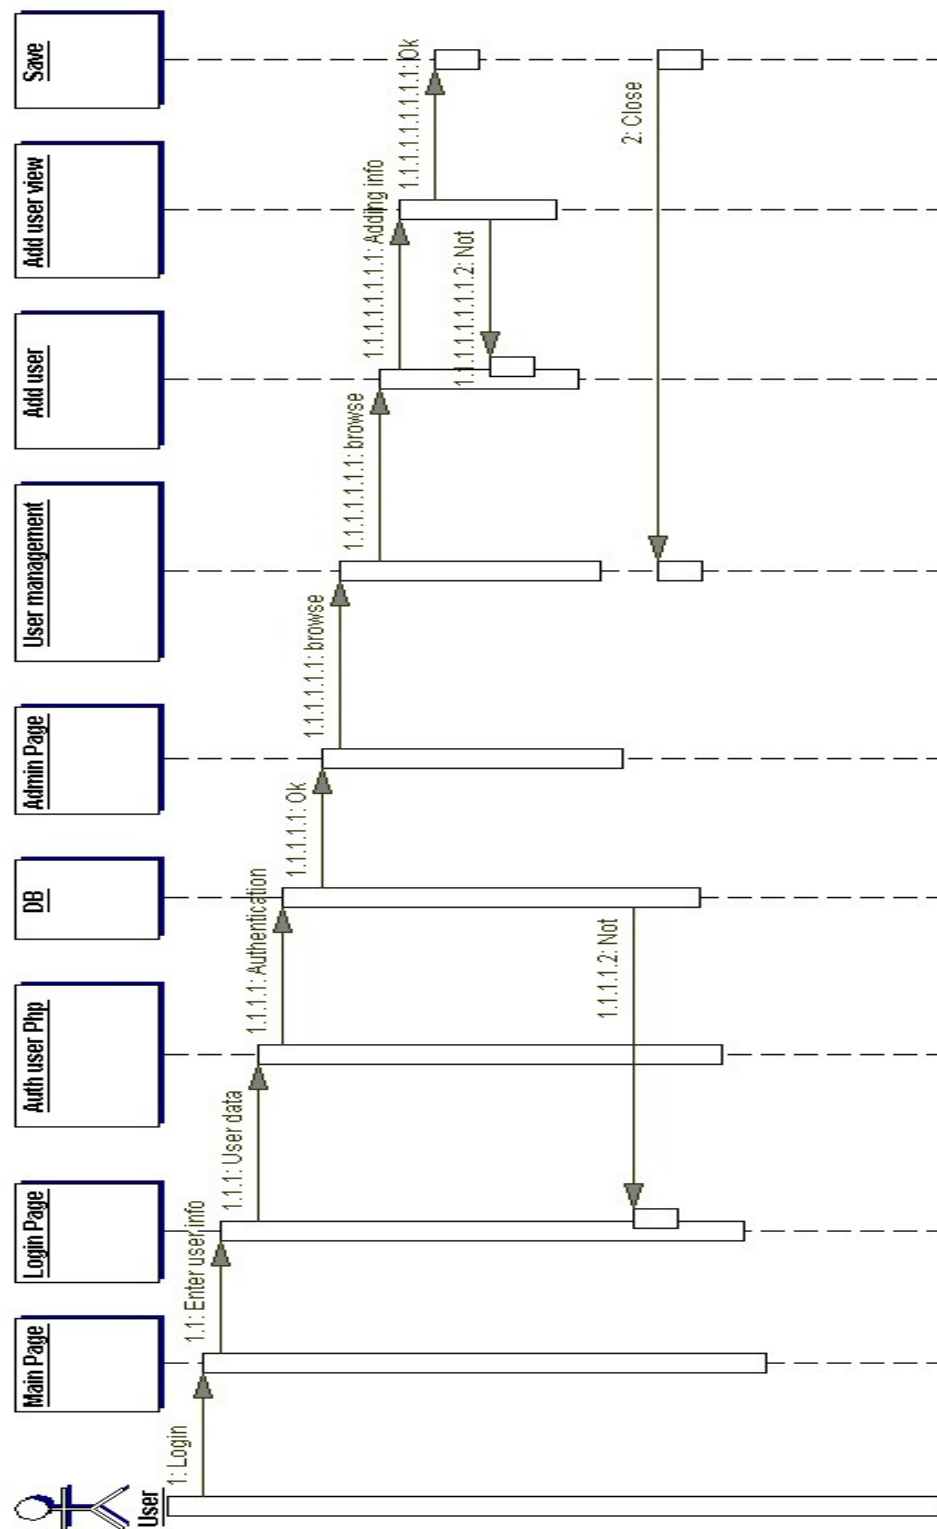 User
Main Page
Login Page
Auth user Php
DB
Admin Page
User management
Add user
Add user view
Save
1: Login
1.1: Enter user info
1.1.1: User data
1.1.1.1: Authentication
1.1.1.1.1: Ok
1.1.1.1.1.1: browse
1.1.1.1.1.1.1: browse
1.1.1.1.1.1.1.1: Adding info
1.1.1.1.1.1.1.1.1: Ok
1.1.1.1.1.1.1.1.2: Not
1.1.1.1.2: Not
2: Close